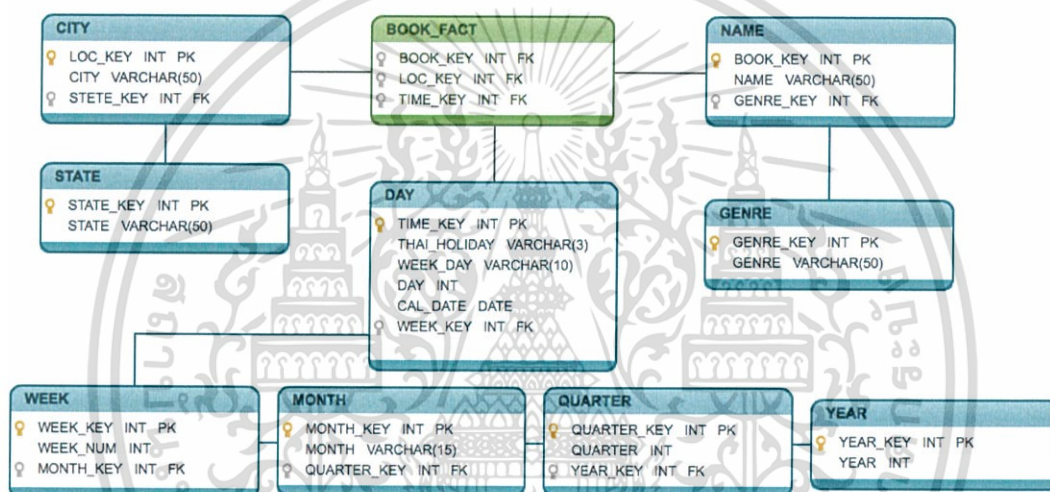 CITY
LOC_KEY INT PK
CITY VARCHAR(50)
STETE_KEY INT FK
BOOK_FACT
BOOK_KEY INT FK
LOC_KEY INT FK
TIME_KEY INT FK
NAME
BOOK_KEY INT PK
NAME VARCHAR(50)
GENRE_KEY INT FK
STATE
STATE_KEY INT PK
STATE VARCHAR(50)
DAY
TIME_KEY INT PK
THAI_HOLIDAY VARCHAR(3)
WEEK_DAY VARCHAR(10)
DAY INT
CAL_DATE DATE
WEEK_KEY INT FK
GENRE
GENRE_KEY INT PK
GENRE VARCHAR(50)
WEEK
WEEK_KEY INT PK
WEEK_NUM INT
MONTH_KEY INT FK
MONTH
MONTH_KEY INT PK
MONTH VARCHAR(15)
QUARTER_KEY INT FK
QUARTER
QUARTER_KEY INT PK
QUARTER INT
YEAR_KEY INT FK
YEAR
YEAR_KEY INT PK
YEAR INT